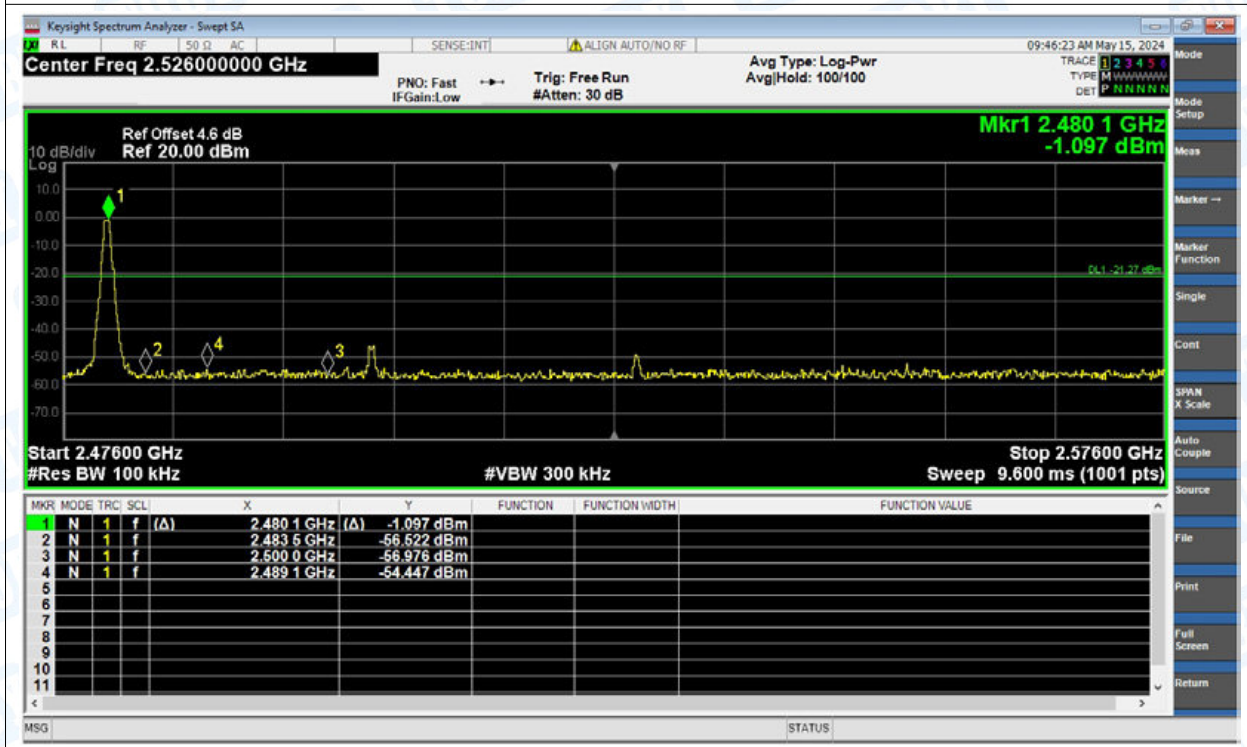 Keysight Spectrum Analyzer - Swept SA
LXI RL RF 50 Ω AC SENSE:INT ALIGN AUTO/NO RF 09:46:23 AM May 15, 2024
Center Freq 2.526000000 GHz
PNO: Fast
IFGain:Low
Trig: Free Run
#Atten: 30 dB
Avg Type: Log-Pwr
Avg|Hold: 100/100
TRACE 1 2 3 4 5 6
TYPE M WWWWW
DET P N N N N N
Mkr1 2.480 1 GHz
-1.097 dBm
Ref Offset 4.6 dB
10 dB/div Ref 20.00 dBm
Log
10.0
0.00
-10.0
-20.0
-30.0
-40.0
-50.0
-60.0
-70.0
1
2
4
3
DL1 -21.27 dBm
Start 2.47600 GHz Stop 2.57600 GHz
#Res BW 100 kHz #VBW 300 kHz Sweep 9.600 ms (1001 pts)
MKR MODE TRC SCL X Y FUNCTION FUNCTION WIDTH FUNCTION VALUE
1 N 1 f (Δ) 2.480 1 GHz (Δ) -1.097 dBm
2 N 1 f 2.483 5 GHz -56.522 dBm
3 N 1 f 2.500 0 GHz -56.976 dBm
4 N 1 f 2.489 1 GHz -54.447 dBm
5
6
7
8
9
10
11
MSG STATUS
Mode
Mode
Setup
Meas
Marker →
Marker
Function
Single
Cont
SPAN
X Scale
Auto
Couple
Source
File
Print
Full
Screen
Return